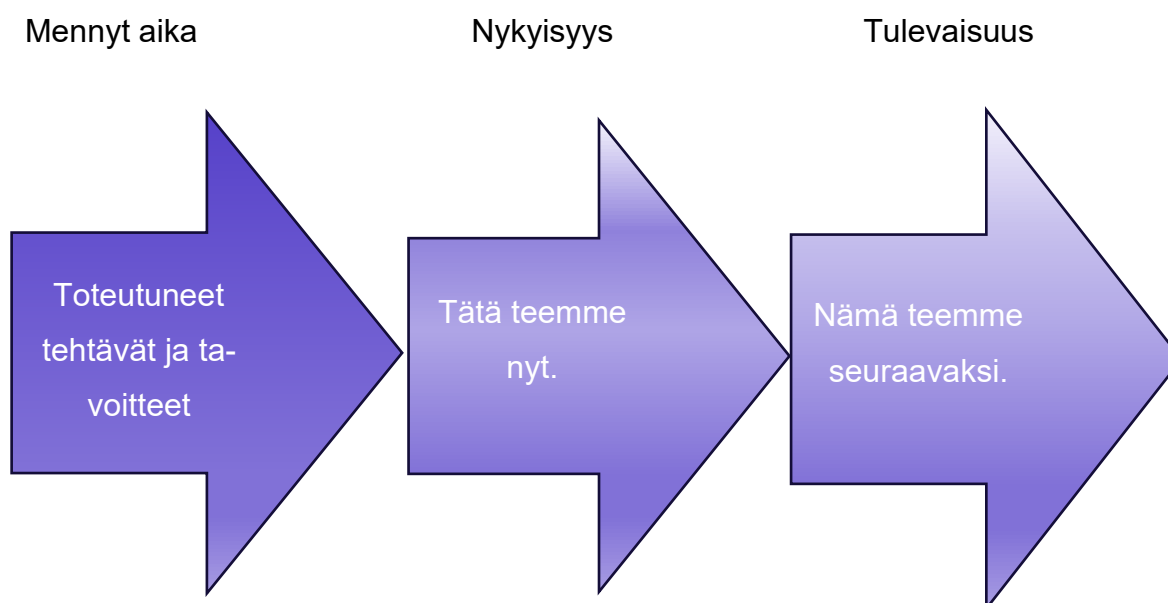 Mennyt aika
Nykyisyys
Tulevaisuus
Toteutuneet
tehtävät ja ta-
voitteet
Tätä teemme
nyt.
Nämä teemme
seuraavaksi.